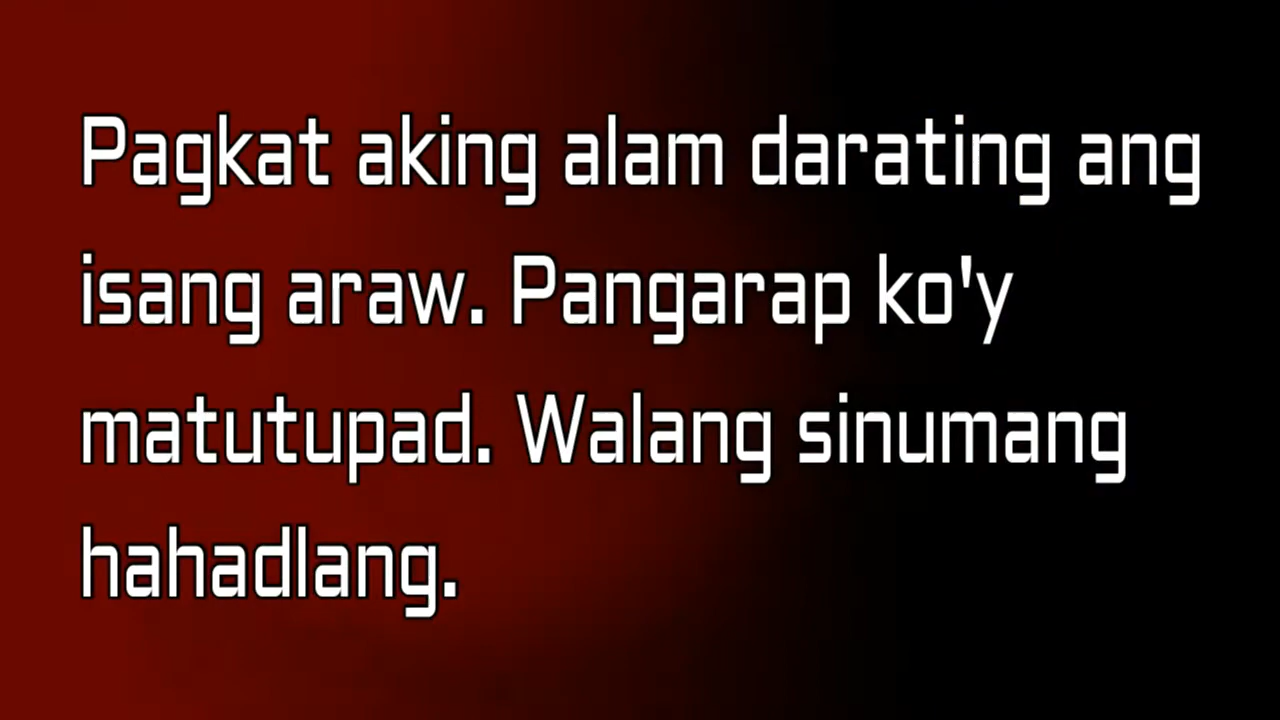 Pagkat aking alam darating ang
isang araw. Pangarap ko'y
matutupad. Walang sinumang
hahadlang.